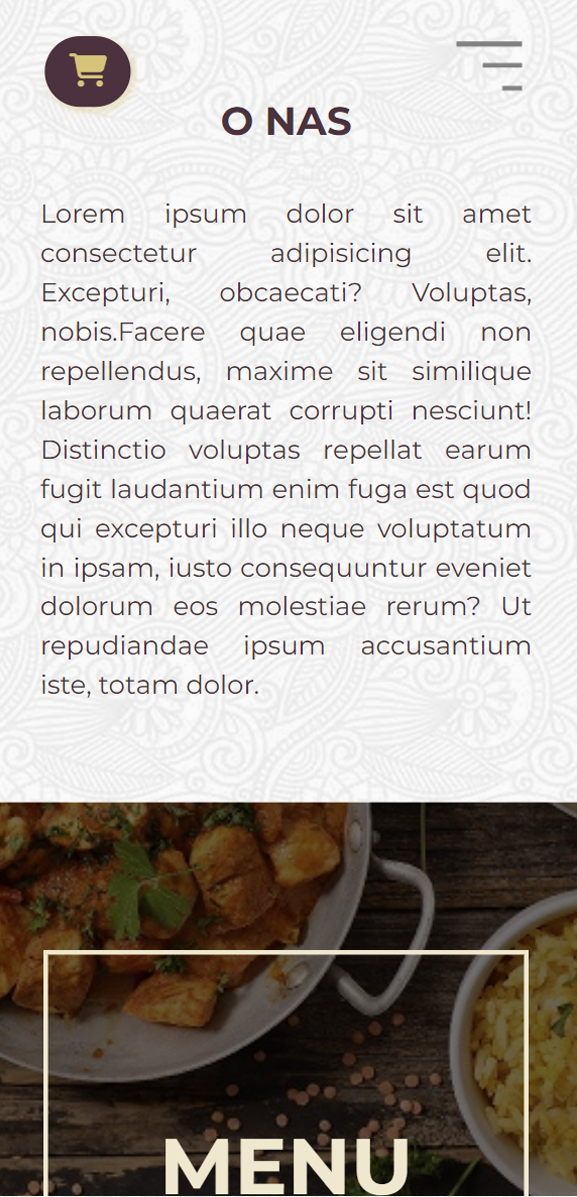 O NAS
Lorem ipsum dolor sit amet
consectetur adipisicing elit.
Excepturi, obcaecati? Voluptas,
nobis.Facere quae eligendi non
repellendus, maxime sit similique
laborum quaerat corrupti nesciunt!
Distinctio voluptas repellat earum
fugit laudantium enim fuga est quod
qui excepturi illo neque voluptatum
in ipsam, iusto consequuntur eveniet
dolorum eos molestiae rerum? Ut
repudiandae ipsum accusantium
iste, totam dolor.
MENU